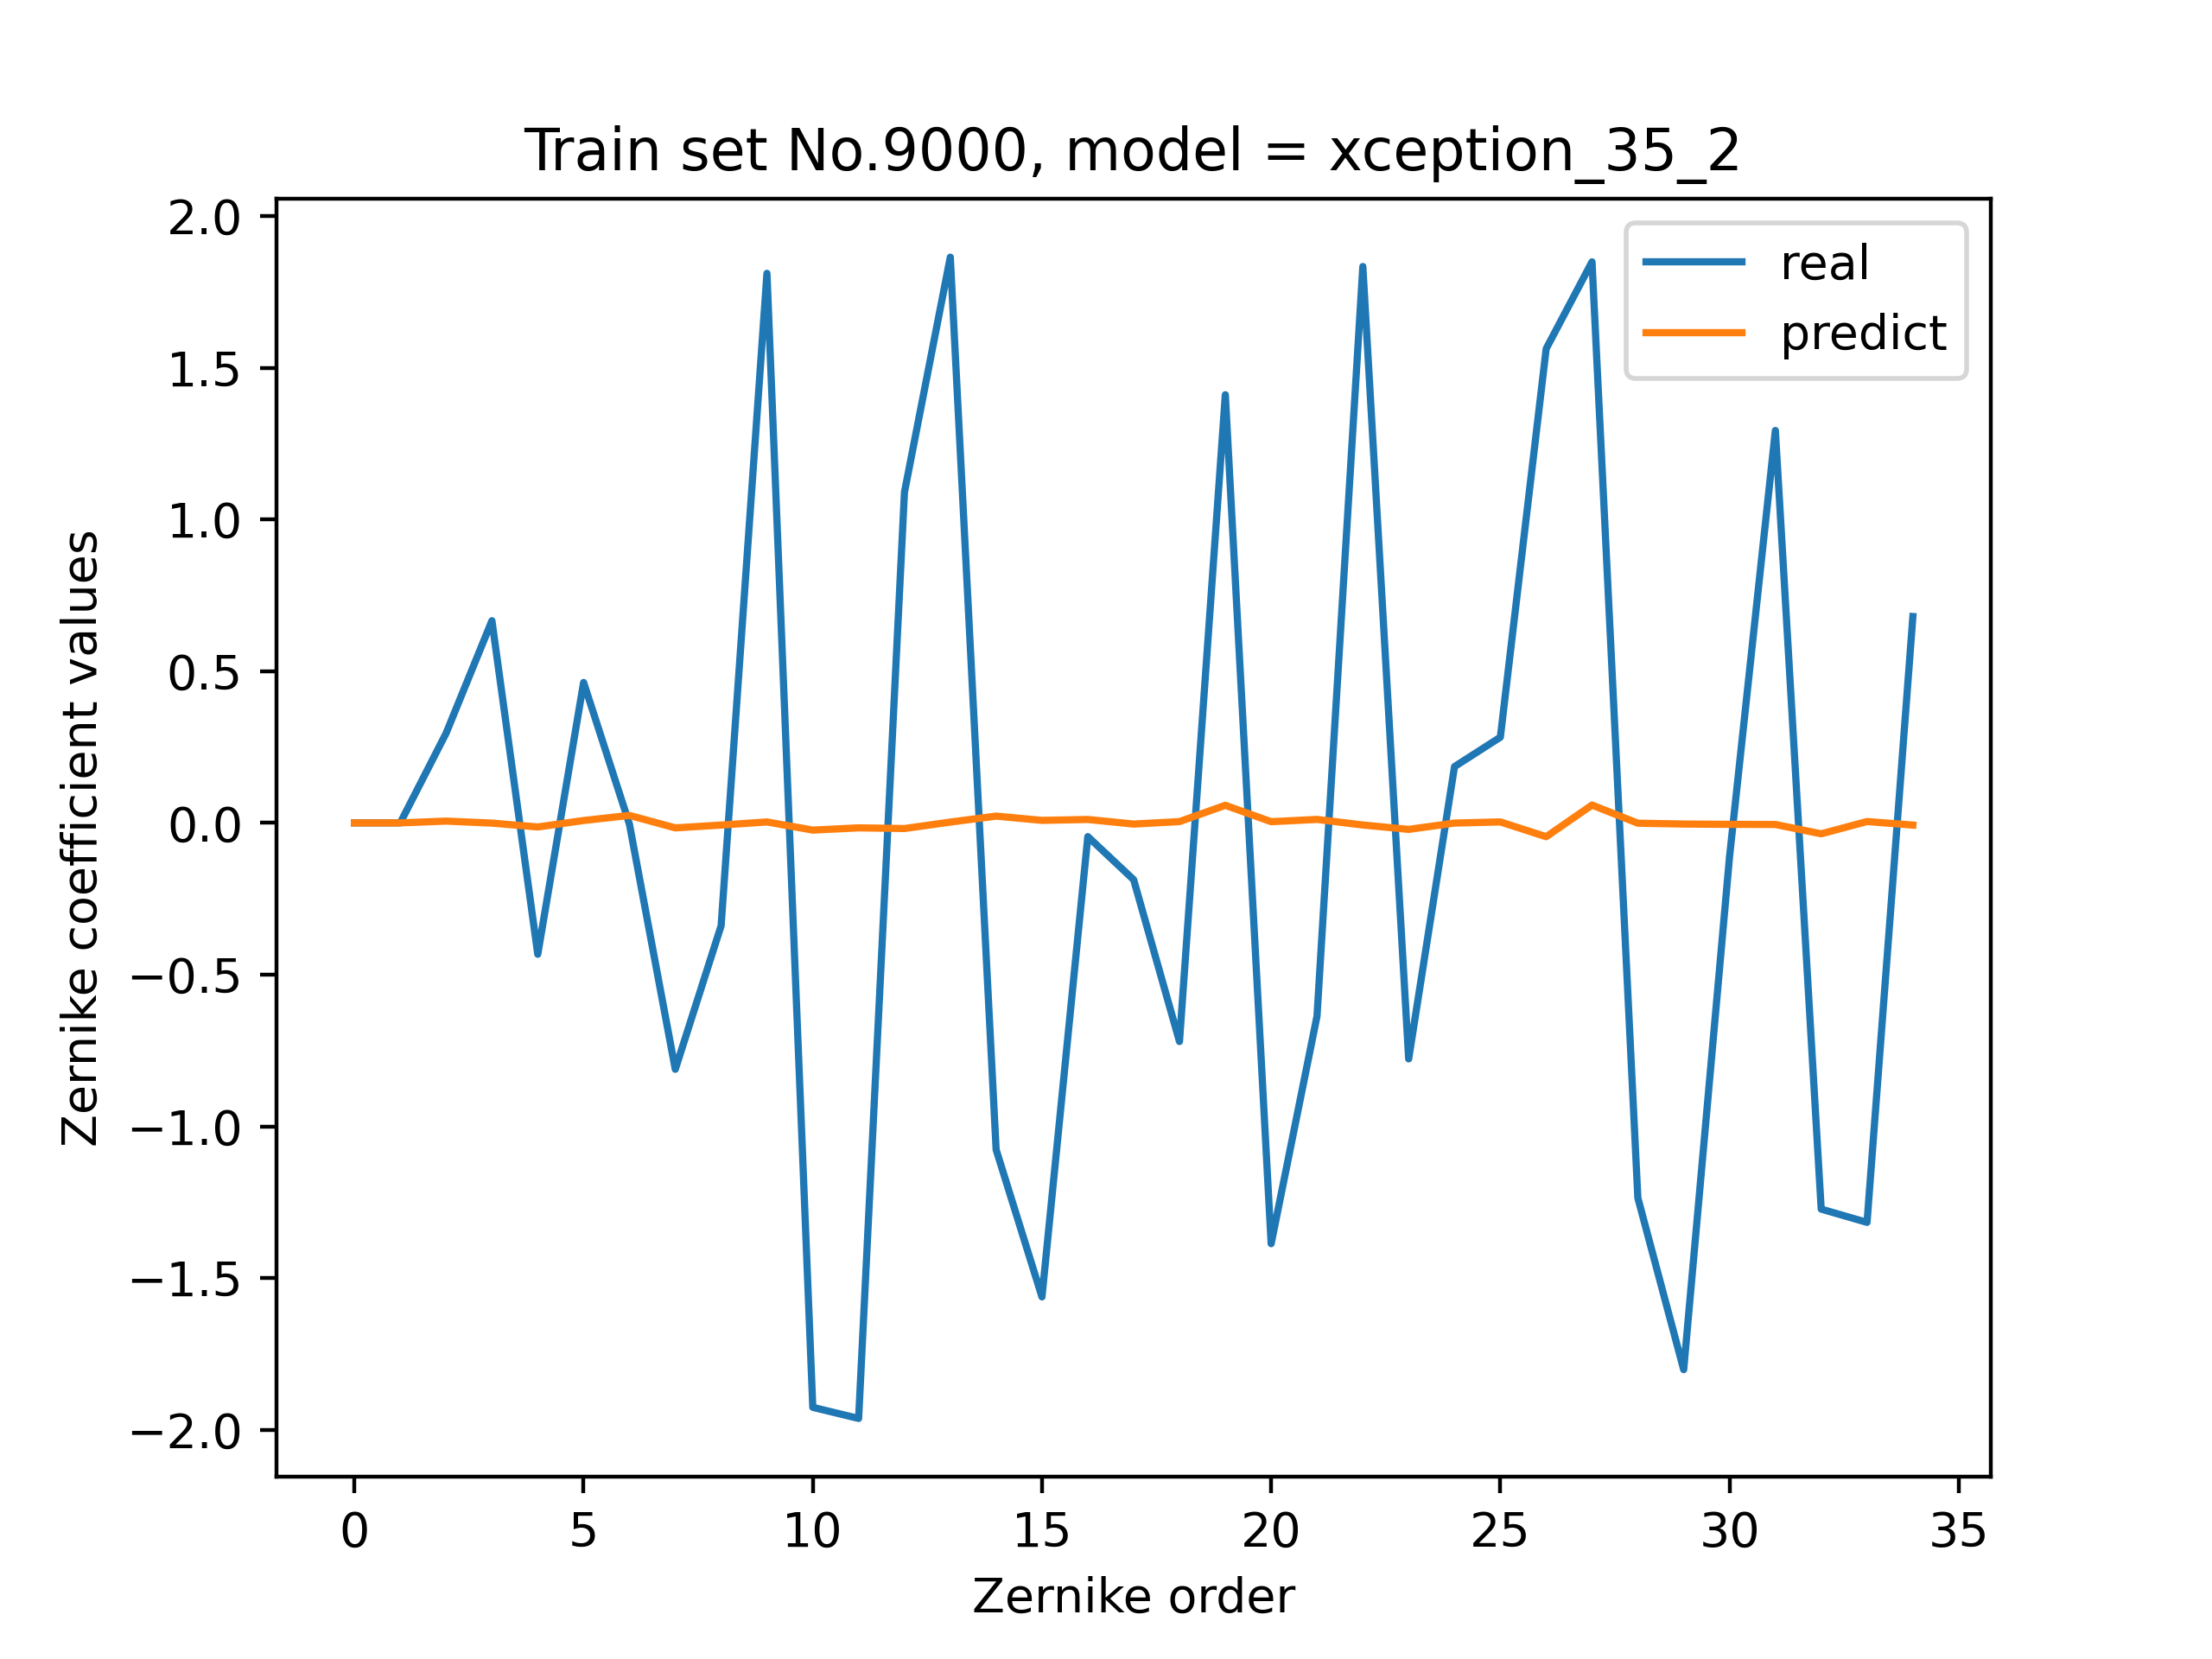 Train set No.9000, model = xception_35_2
real
predict
Zernike coefficient values
2.0
1.5
1.0
0.5
0.0
−0.5
−1.0
−1.5
−2.0
0 5 10 15 20 25 30 35
Zernike order